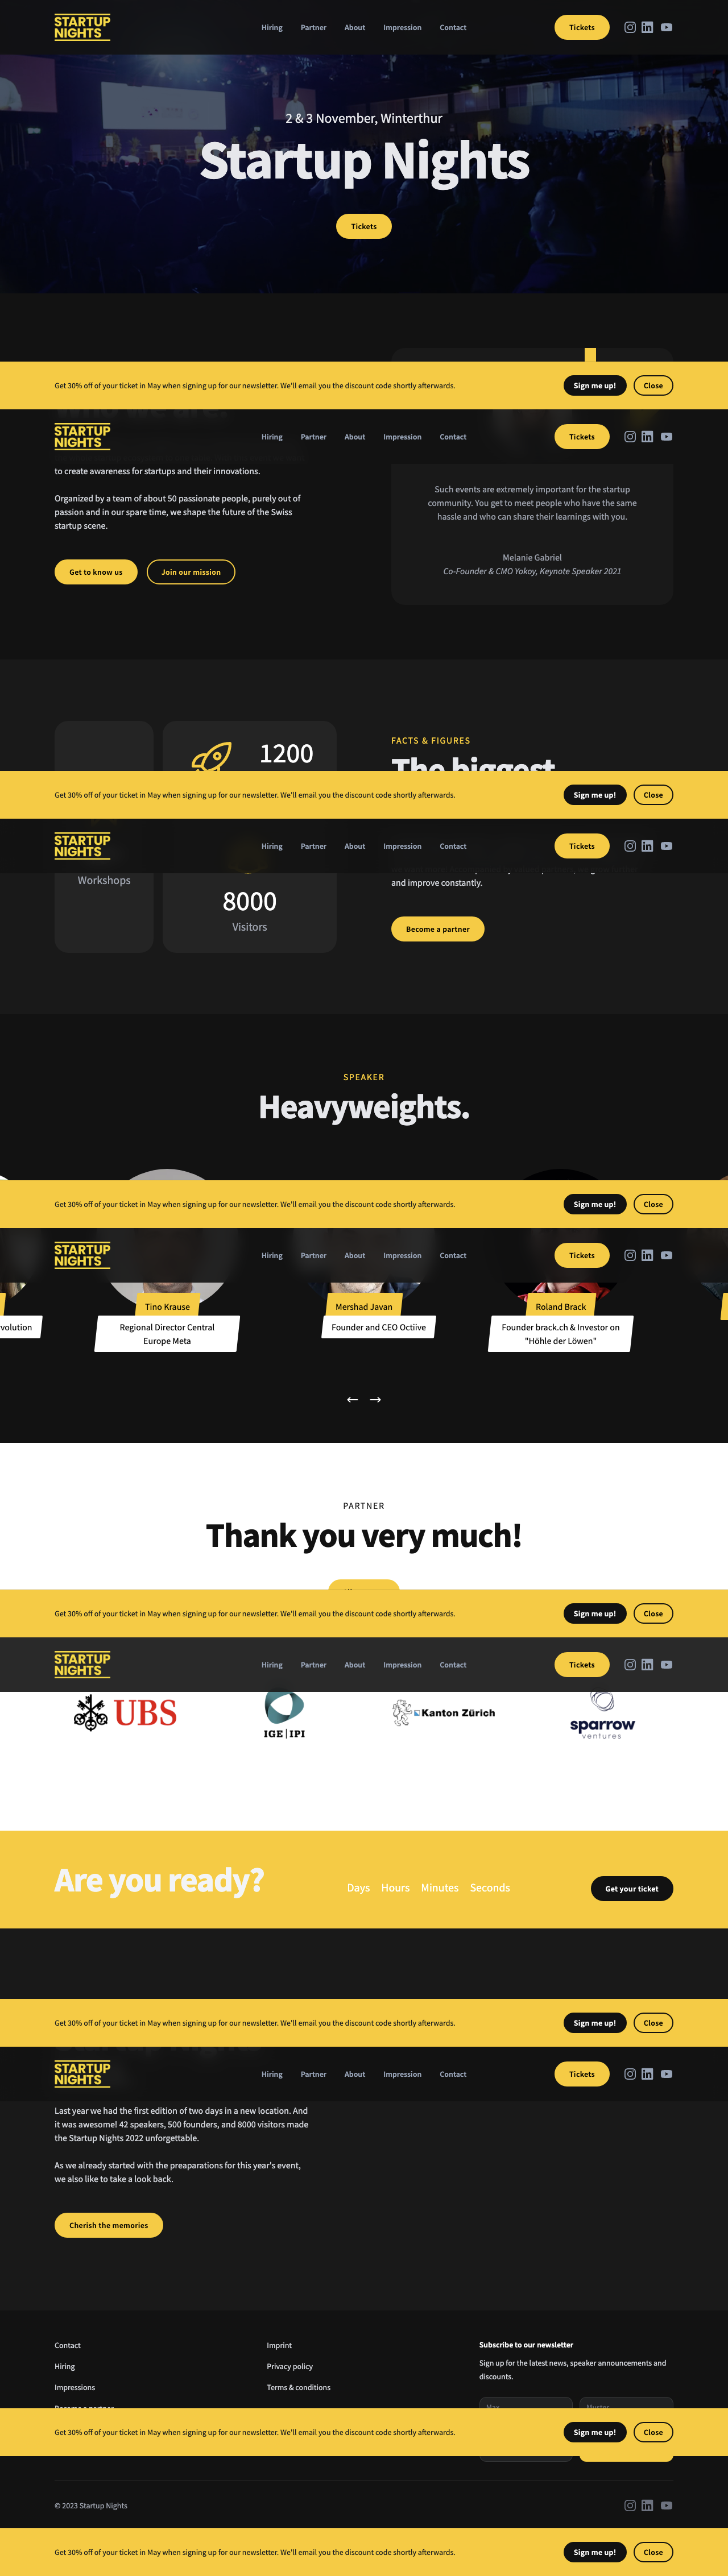 STARTUP
NIGHTS
Hiring Partner About Impression Contact
Tickets
2 & 3 November, Winterthur
Startup Nights
Tickets
Get 30% off of your ticket in May when signing up for our newsletter. We'll email you the discount code shortly afterwards.
Sign me up! Close
STARTUP
NIGHTS
Hiring Partner About Impression Contact
Tickets
to create awareness for startups and their innovations.
Organized by a team of about 50 passionate people, purely out of
passion and in our spare time, we shape the future of the Swiss
startup scene.
Get to know us Join our mission
Such events are extremely important for the startup
community. You get to meet people who have the same
hassle and who can share their learnings with you.
Melanie Gabriel
Co-Founder & CMO Yokoy, Keynote Speaker 2021
1200
FACTS & FIGURES
The biggest
Get 30% off of your ticket in May when signing up for our newsletter. We'll email you the discount code shortly afterwards.
Sign me up! Close
STARTUP
NIGHTS
Hiring Partner About Impression Contact
Tickets
Workshops
8000
Visitors
and improve constantly.
Become a partner
SPEAKER
Heavyweights.
Get 30% off of your ticket in May when signing up for our newsletter. We'll email you the discount code shortly afterwards.
Sign me up! Close
STARTUP
NIGHTS
Hiring Partner About Impression Contact
Tickets
volution
Tino Krause
Regional Director Central
Europe Meta
Mershad Javan
Founder and CEO Octiive
Roland Brack
Founder brack.ch & Investor on
"Höhle der Löwen"
PARTNER
Thank you very much!
Get 30% off of your ticket in May when signing up for our newsletter. We'll email you the discount code shortly afterwards.
Sign me up! Close
STARTUP
NIGHTS
Hiring Partner About Impression Contact
Tickets
UBS
IGE | IPI
Kanton Zürich
sparrow
ventures
Are you ready?
Days Hours Minutes Seconds
Get your ticket
Get 30% off of your ticket in May when signing up for our newsletter. We'll email you the discount code shortly afterwards.
Sign me up! Close
STARTUP
NIGHTS
Hiring Partner About Impression Contact
Tickets
Last year we had the first edition of two days in a new location. And
it was awesome! 42 speakers, 500 founders, and 8000 visitors made
the Startup Nights 2022 unforgettable.
As we already started with the preaparations for this year's event,
we also like to take a look back.
Cherish the memories
Contact
Hiring
Impressions
Imprint
Privacy policy
Terms & conditions
Subscribe to our newsletter
Sign up for the latest news, speaker announcements and
discounts.
Get 30% off of your ticket in May when signing up for our newsletter. We'll email you the discount code shortly afterwards.
Sign me up! Close
© 2023 Startup Nights
Get 30% off of your ticket in May when signing up for our newsletter. We'll email you the discount code shortly afterwards.
Sign me up! Close